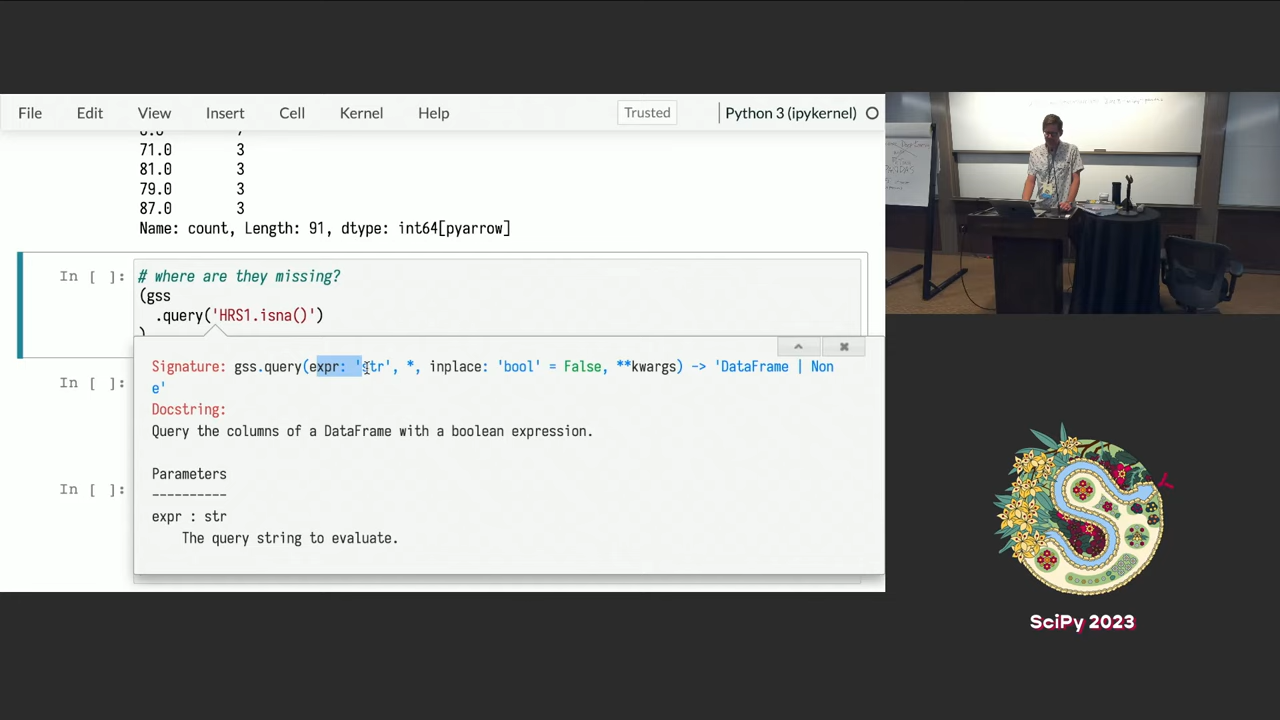 File Edit View Insert Cell Kernel Help Trusted Python 3 (ipykernel)
71.0 3
81.0 3
79.0 3
87.0 3
Name: count, Length: 91, dtype: int64[pyarrow]
In [ ]: # where are they missing?
(gss
.query('HRS1.isna()')
)
Signature: gss.query(expr: 'str', *, inplace: 'bool' = False, **kwargs) -> 'DataFrame | Non
e'
Docstring:
Query the columns of a DataFrame with a boolean expression.
Parameters
----------
expr : str
The query string to evaluate.
In [ ]:
In [ ]:
SciPy 2023